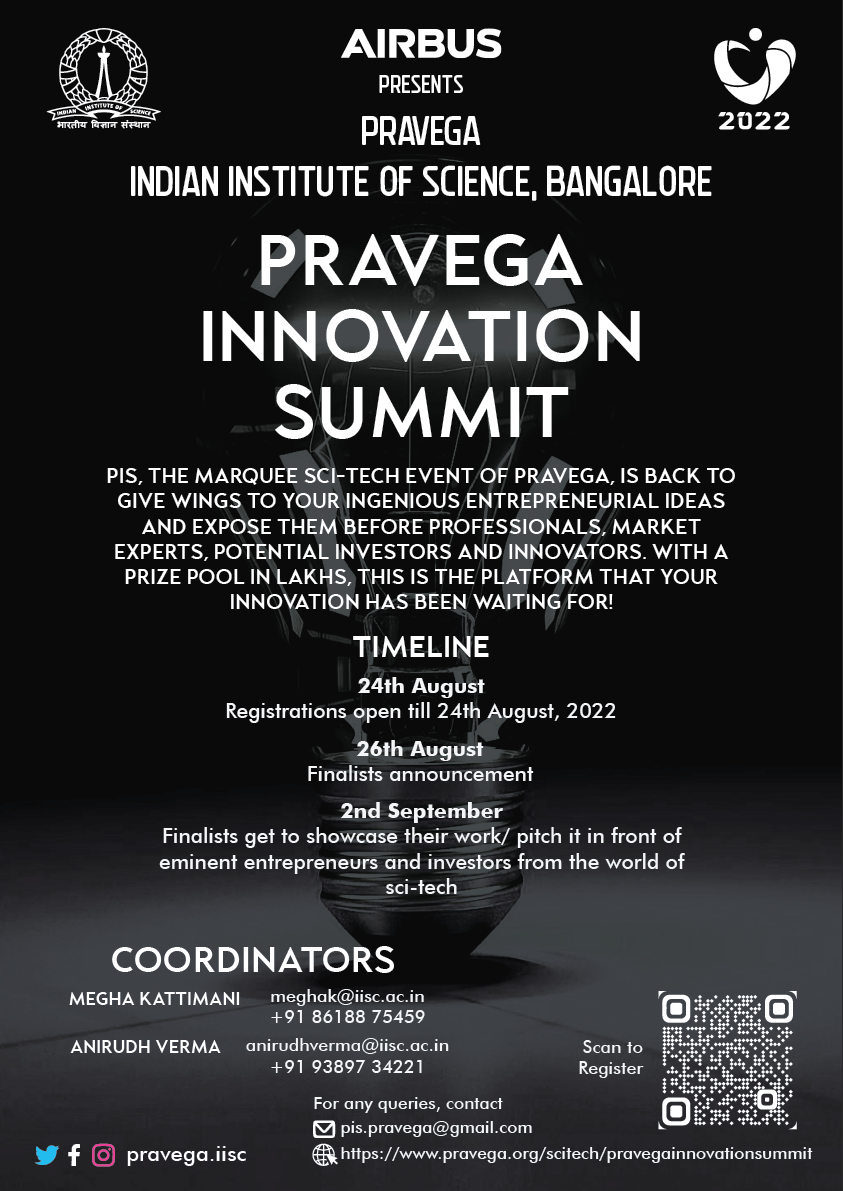 AIRBUS
PRESENTS
PRAVEGA
INDIAN INSTITUTE OF SCIENCE, BANGALORE
INDIAN INSTITUTE OF SCIENCE
भारतीय विज्ञान संस्थान
2022
PRAVEGA
INNOVATION
SUMMIT
PIS, THE MARQUEE SCI-TECH EVENT OF PRAVEGA, IS BACK TO
GIVE WINGS TO YOUR INGENIOUS ENTREPRENEURIAL IDEAS
AND EXPOSE THEM BEFORE PROFESSIONALS, MARKET
EXPERTS, POTENTIAL INVESTORS AND INNOVATORS. WITH A
PRIZE POOL IN LAKHS, THIS IS THE PLATFORM THAT YOUR
INNOVATION HAS BEEN WAITING FOR!
TIMELINE
24th August
Registrations open till 24th August, 2022
26th August
Finalists announcement
2nd September
Finalists get to showcase their work/ pitch it in front of
eminent entrepreneurs and investors from the world of
sci-tech
COORDINATORS
MEGHA KATTIMANI meghak@iisc.ac.in
+91 86188 75459
ANIRUDH VERMA anirudhverma@iisc.ac.in
+91 93897 34221
Scan to
Register
For any queries, contact
pis.pravega@gmail.com
pravega.iisc
https://www.pravega.org/scitech/pravegainnovationsummit